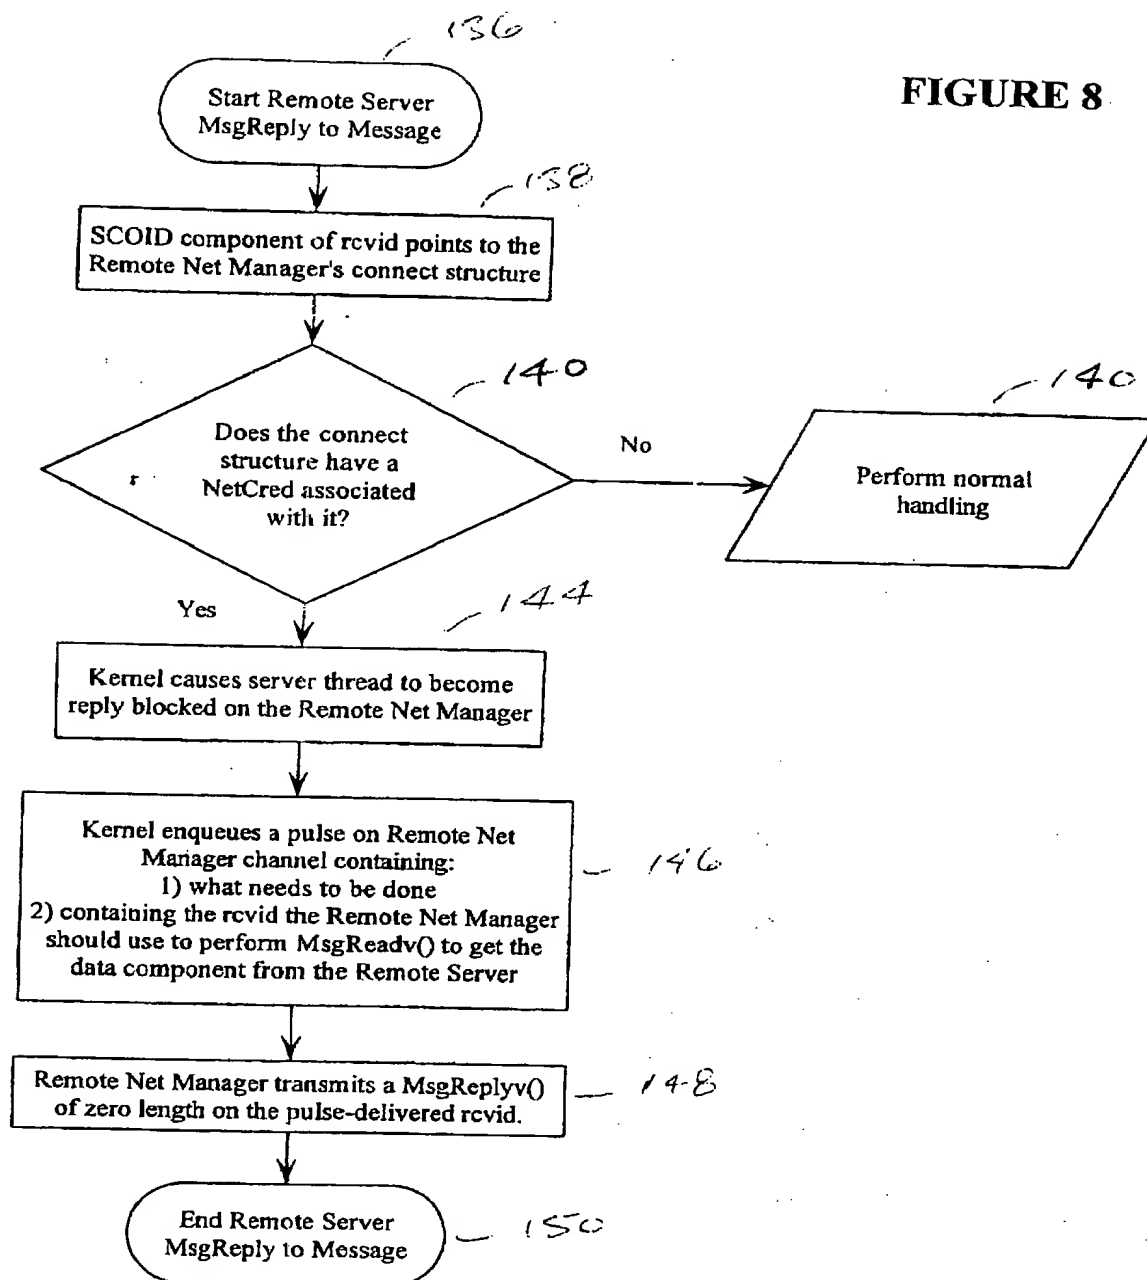 136
FIGURE 8
Start Remote Server
MsgReply to Message
138
SCOID component of rcvid points to the
Remote Net Manager's connect structure
140
140
Does the connect
structure have a
NetCred associated
with it?
No
Perform normal
handling
Yes
144
Kernel causes server thread to become
reply blocked on the Remote Net Manager
Kernel enqueues a pulse on Remote Net
Manager channel containing:
1) what needs to be done
2) containing the rcvid the Remote Net Manager
should use to perform MsgReadv() to get the
data component from the Remote Server
146
Remote Net Manager transmits a MsgReplyv()
of zero length on the pulse-delivered rcvid.
148
End Remote Server
MsgReply to Message
150